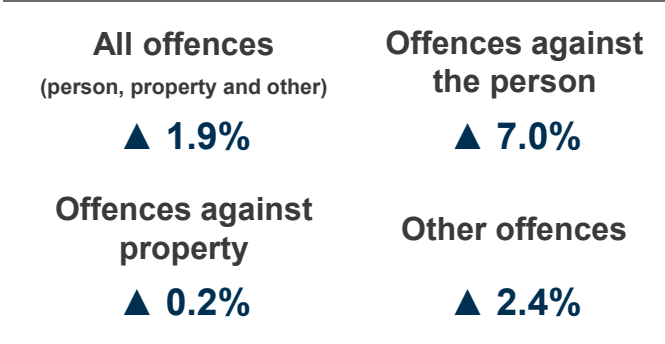 All offences
(person, property and other)
▲ 1.9%
Offences against
the person
▲ 7.0%
Offences against
property
▲ 0.2%
Other offences
▲ 2.4%